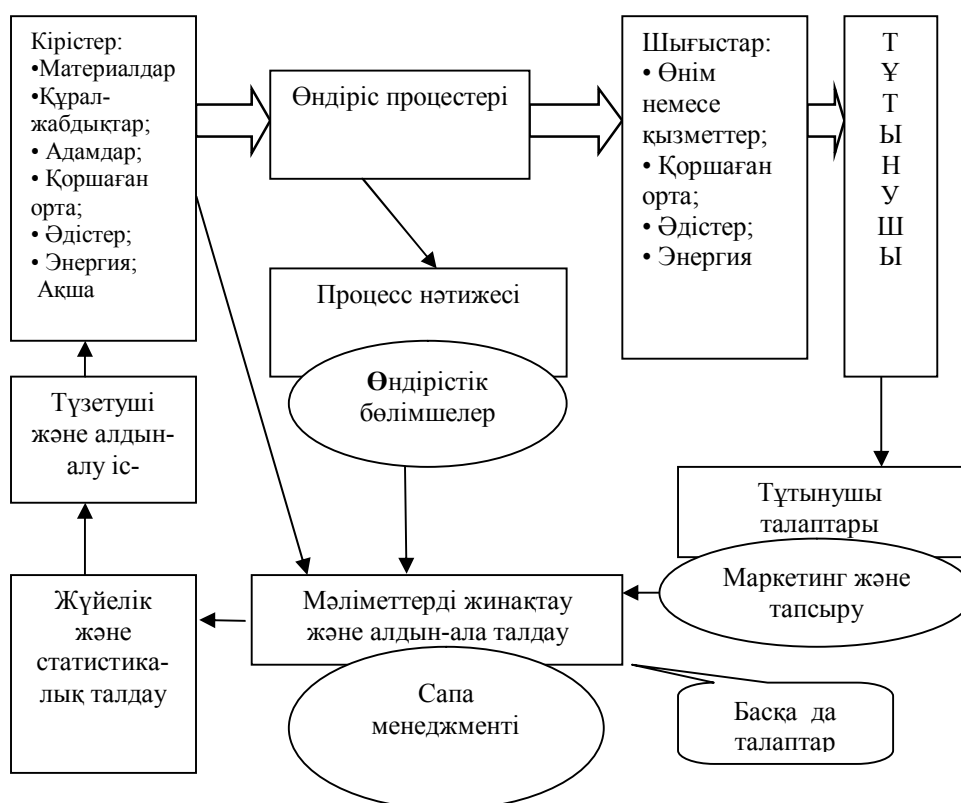 Кірістер:
•Материалдар
•Құрал-
жабдықтар;
• Адамдар;
• Қоршаған
орта;
• Әдістер;
• Энергия;
Ақша
Өндіріс процестері
Шығыстар:
• Өнім
немесе
қызметтер;
• Қоршаған
орта;
• Әдістер;
• Энергия
Т
Ұ
Т
Ы
Н
У
Ш
Ы
Процесс нәтижесі
Өндірістік
бөлімшелер
Түзетуші
және алдын-
алу іс-
Тұтынушы
талаптары
Маркетинг және
тапсыру
Жүйелік
және
статистика-
лық талдау
Мәліметтерді жинақтау
және алдын-ала талдау
Сапа
менеджменті
Басқа да
талаптар